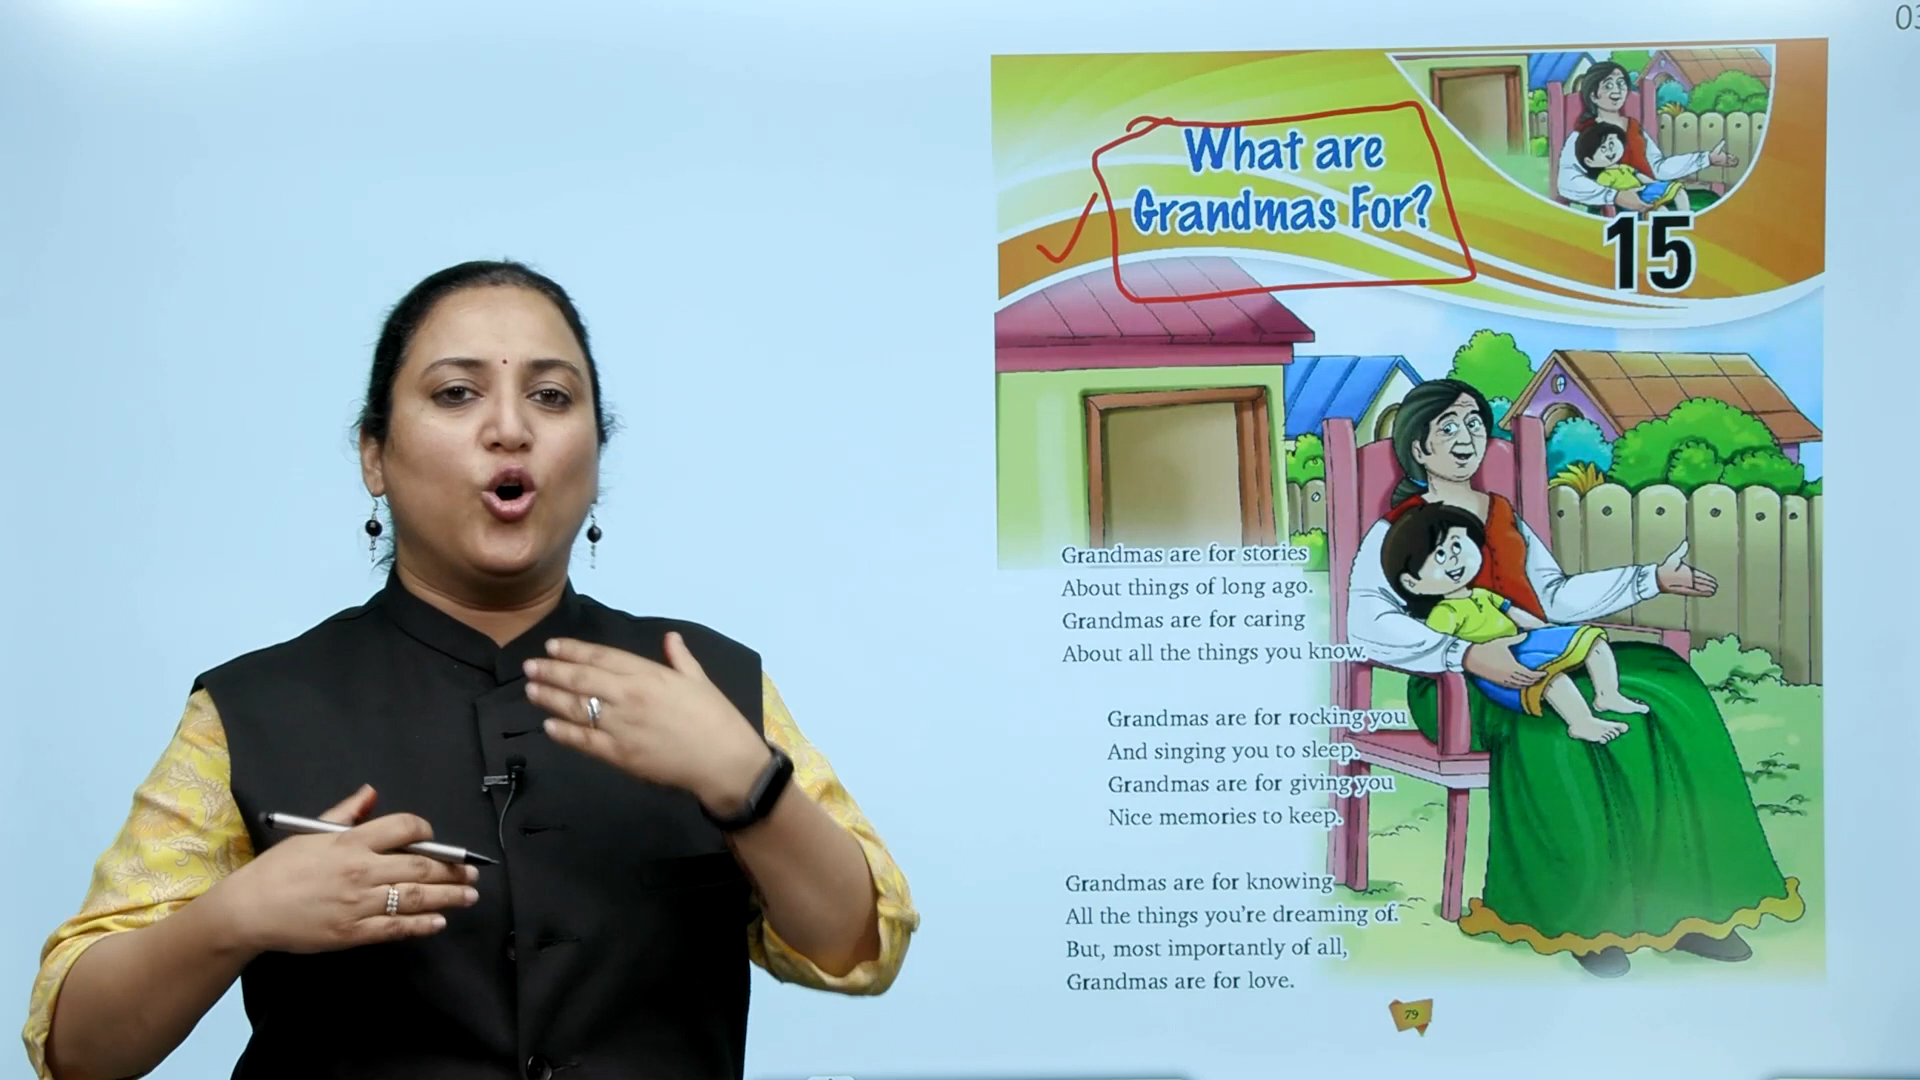 03
What are
Grandmas For?
15
Grandmas are for stories
About things of long ago.
Grandmas are for caring
About all the things you know.
Grandmas are for rocking you
And singing you to sleep.
Grandmas are for giving you
Nice memories to keep.
Grandmas are for knowing
All the things you're dreaming of.
But, most importantly of all,
Grandmas are for love.
79